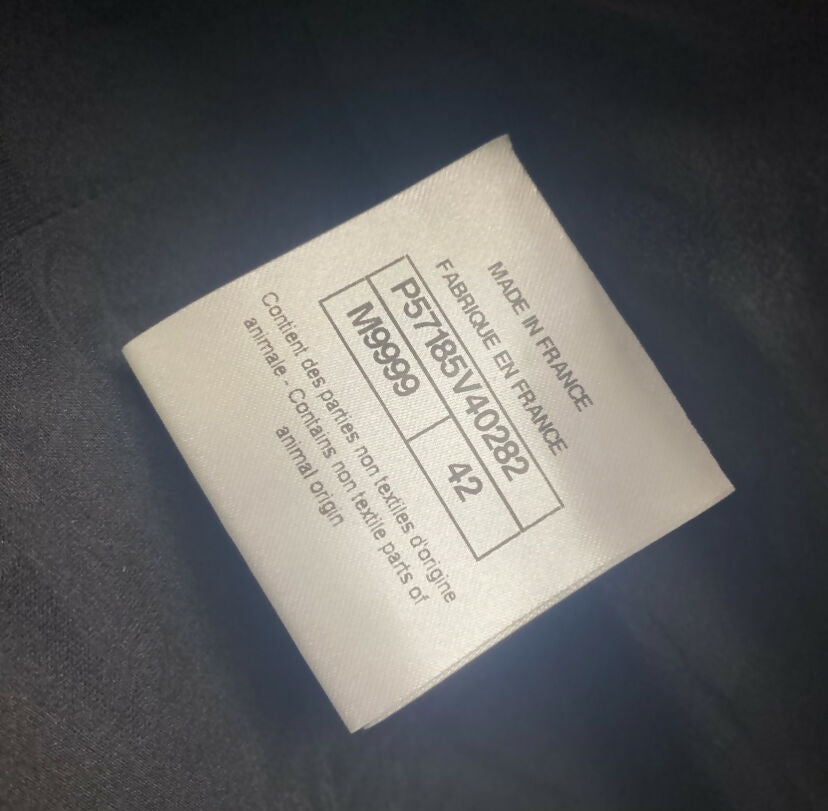 MADE IN FRANCE
FABRIQUE EN FRANCE
P57185V40282
M9999 42
Contient des parties non textiles d'origine
animale - Contains non textile parts of
animal origin